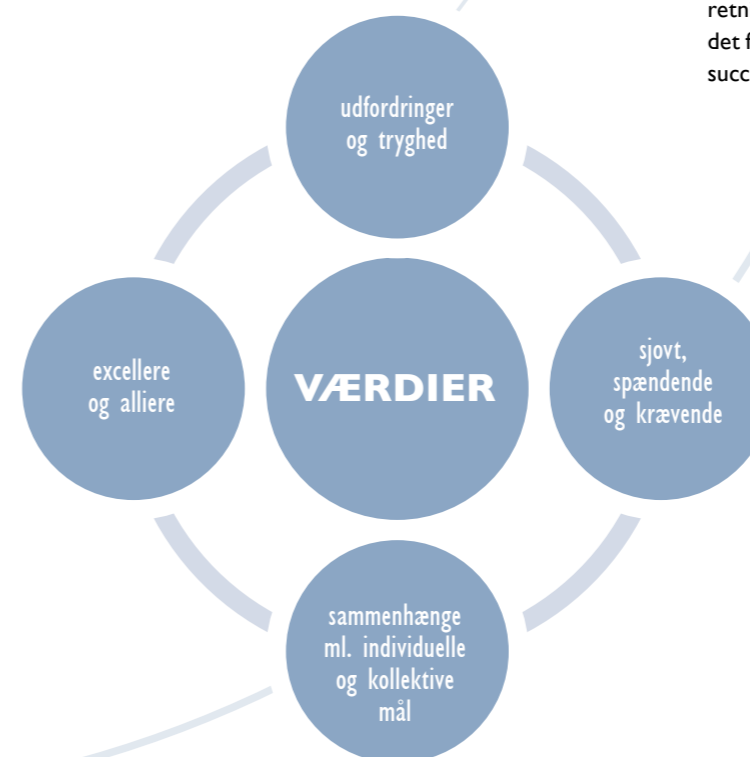 retn
det f
succ
udfordringer
og tryghed
excellere
og alliere
VÆRDIER
sjovt,
spændende
og krævende
sammenhænge
ml. individuelle
og kollektive
mål